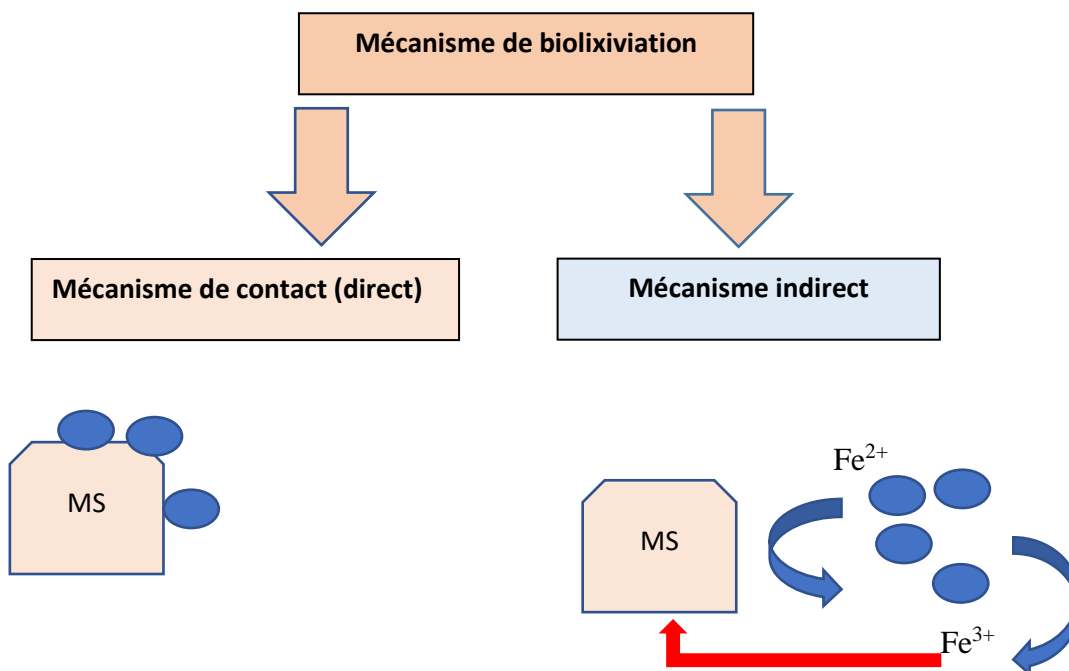 Mécanisme de biolixiviation
Mécanisme de contact (direct)
Mécanisme indirect
MS
MS
Fe²⁺
Fe³⁺